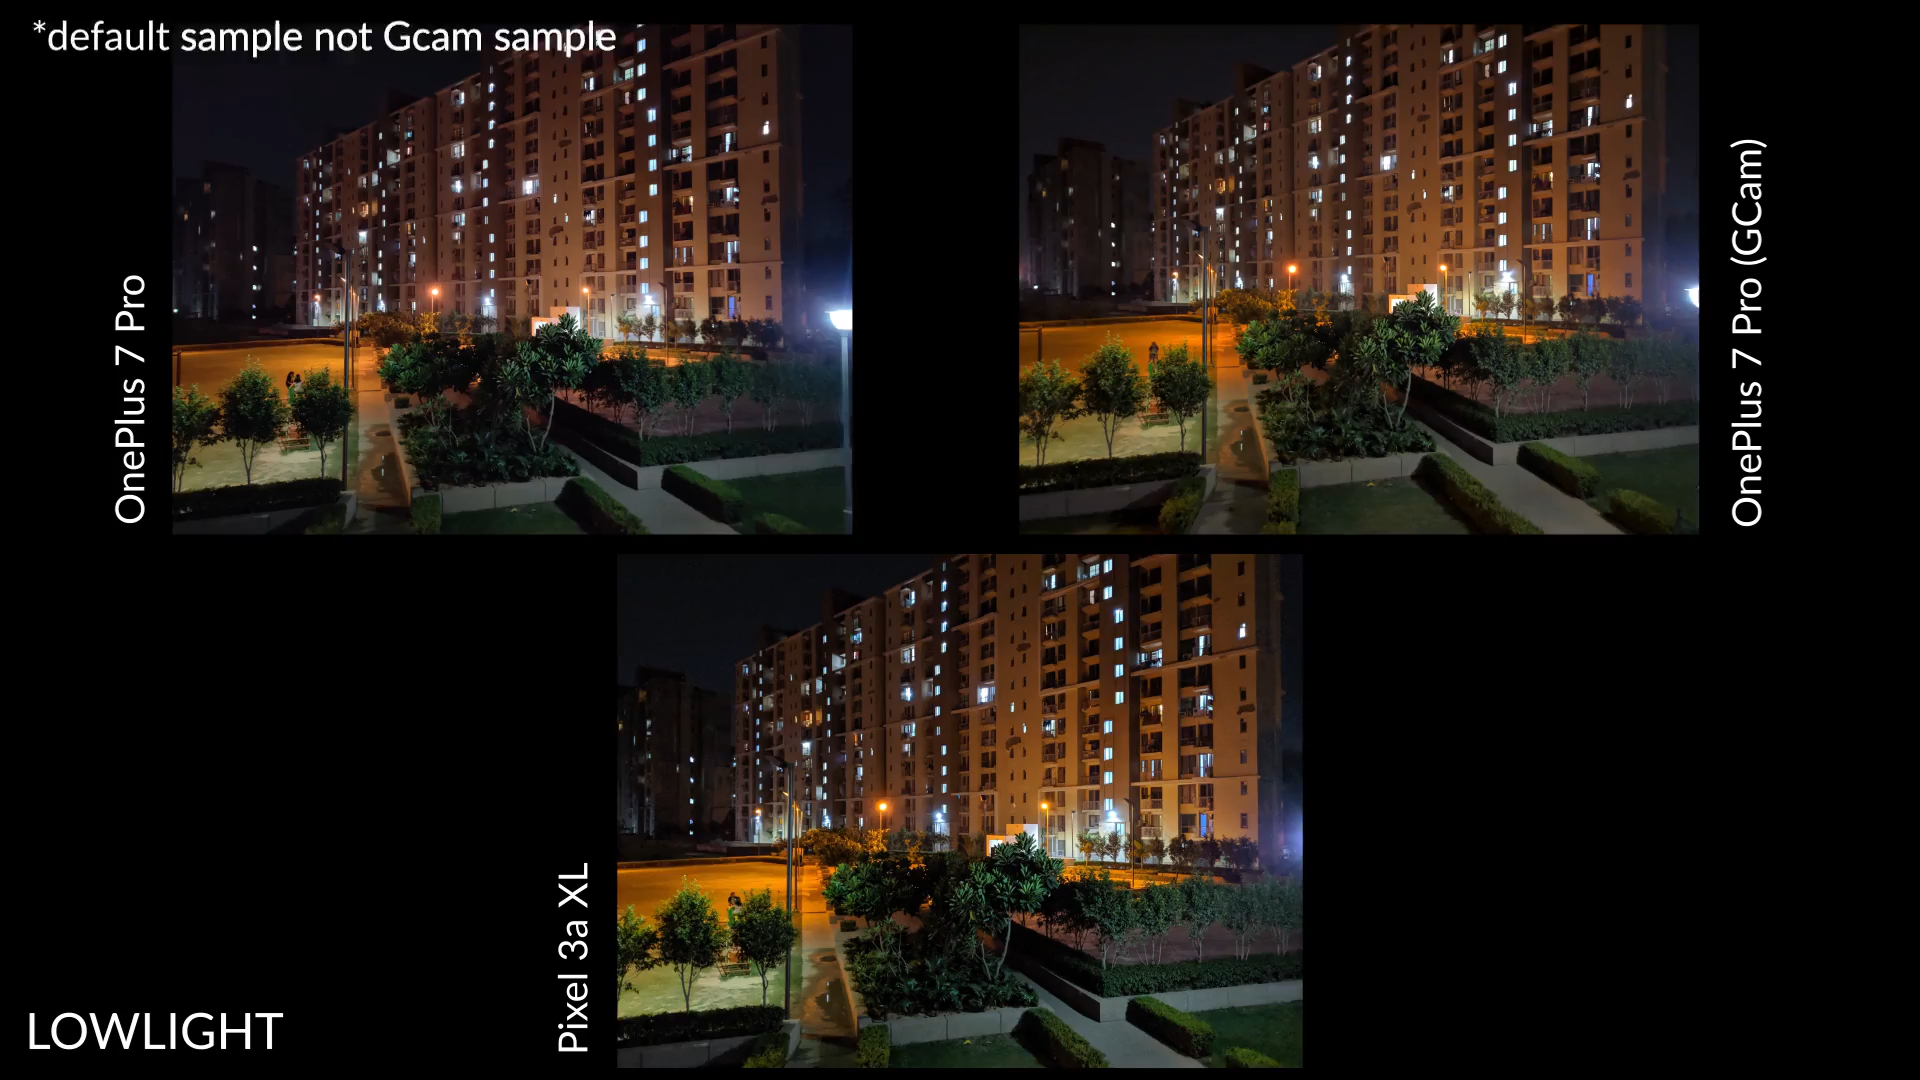 *default sample not Gcam sample
OnePlus 7 Pro
OnePlus 7 Pro (GCam)
Pixel 3a XL
LOWLIGHT